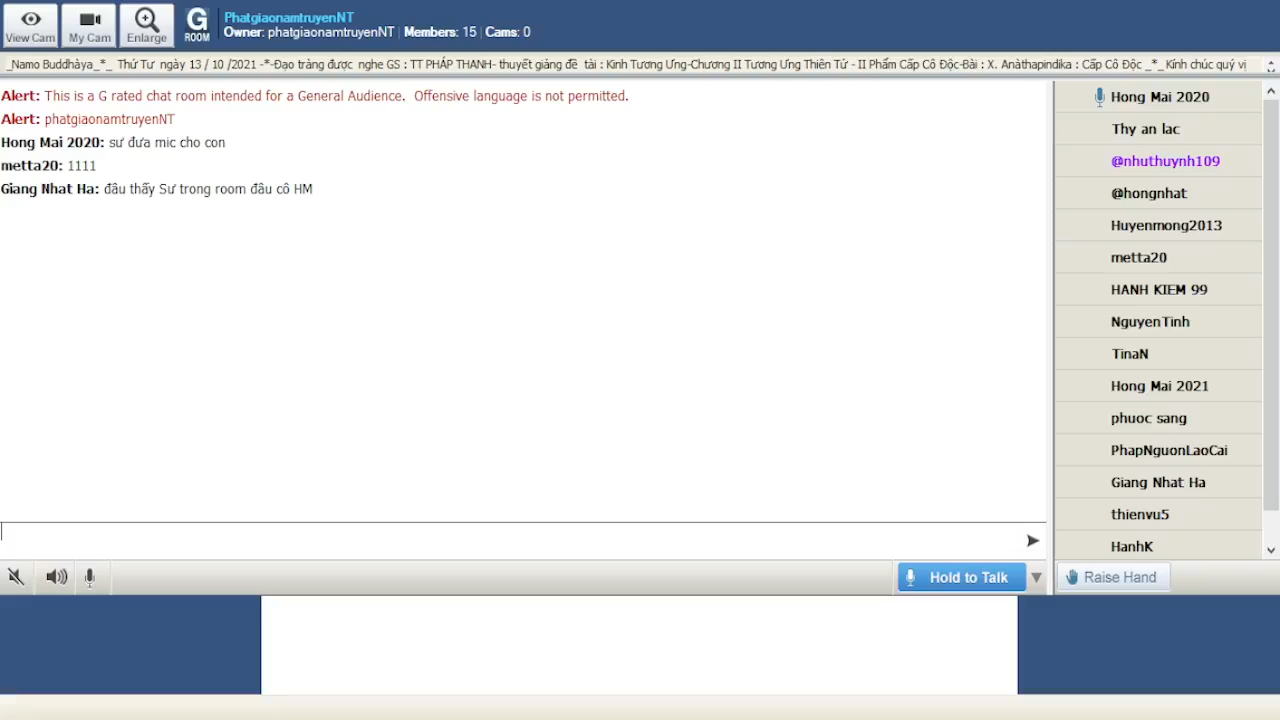 View Cam
My Cam
Enlarge
G
ROOM
PhatgiaonamtruyenNT
Owner: phatgiaonamtruyenNT | Members: 15 | Cams: 0
_Namo Buddhàya_*_ Thứ Tư ngày 13 / 10 /2021 -*-Đạo tràng được nghe GS : TT PHÁP THANH- thuyết giảng đề tài : Kinh Tương Ưng-Chương II Tương Ưng Thiên Tử - II Phẩm Cấp Cô Độc-Bài : X. Anàthapindika : Cấp Cô Độc _*_ Kính chúc quý vị
Alert: This is a G rated chat room intended for a General Audience. Offensive language is not permitted.
Alert: phatgiaonamtruyenNT
Hong Mai 2020: sư đưa mic cho con
metta20: 1111
Giang Nhat Ha: đâu thấy Sư trong room đâu cô HM
Hong Mai 2020
Thy an lac
@nhuthuynh109
@hongnhat
Huyenmong2013
metta20
HANH KIEM 99
NguyenTinh
TinaN
Hong Mai 2021
phuoc sang
PhapNguonLaoCai
Giang Nhat Ha
thienvu5
HanhK
Hold to Talk
Raise Hand